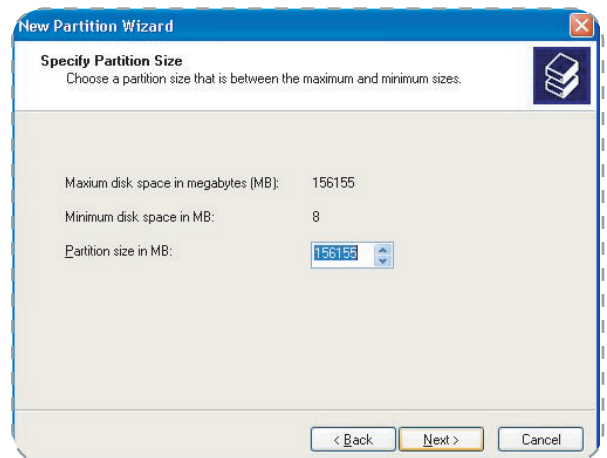 New Partition Wizard
Specify Partition Size
Choose a partition size that is between the maximum and minimum sizes.
Maxium disk space in megabytes (MB): 156155
Minimum disk space in MB: 8
Partition size in MB: 156155
< Back Next > Cancel